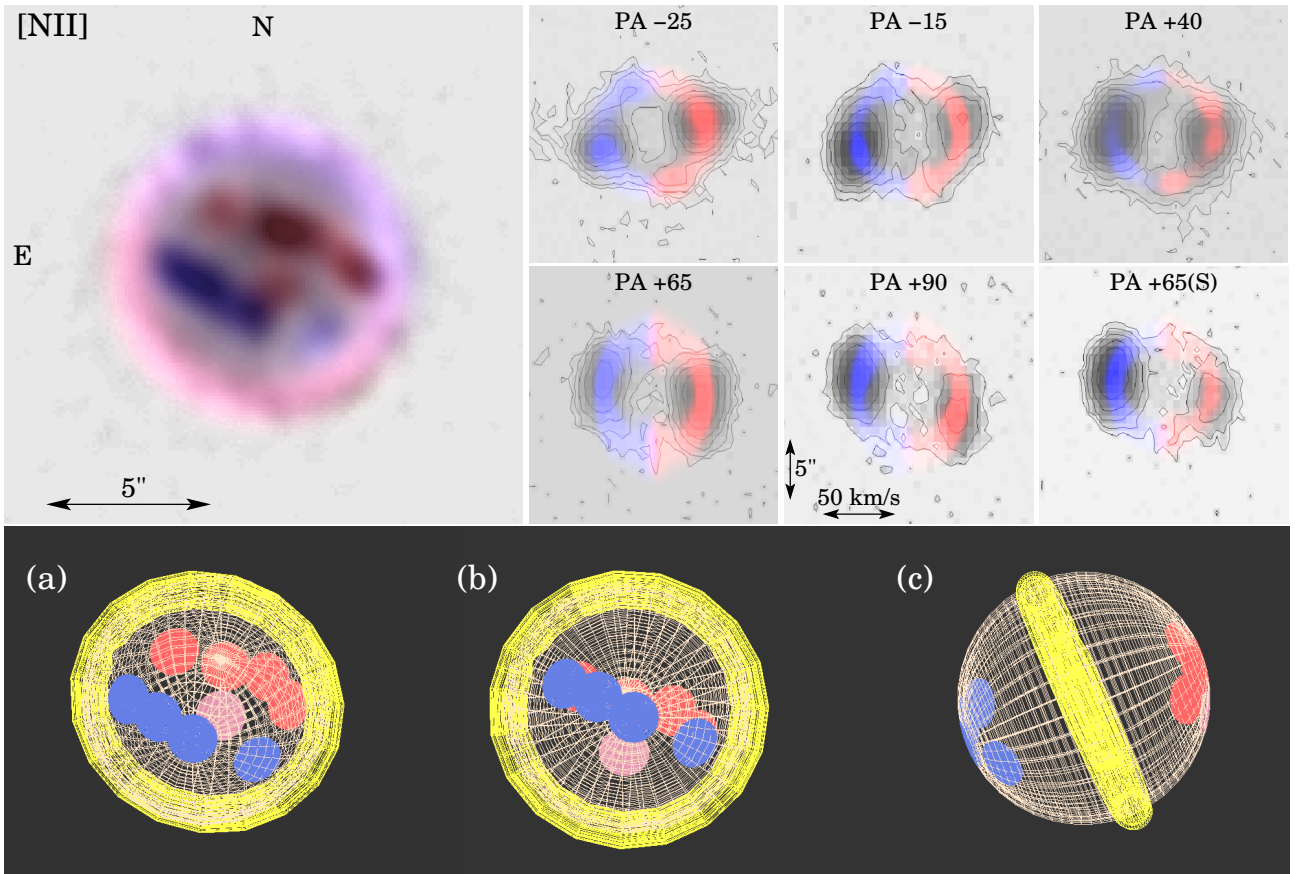 [NII]
N
E
5"
PA −25
PA −15
PA +40
PA +65
PA +90
PA +65(S)
5"
50 km/s
(a)
(b)
(c)